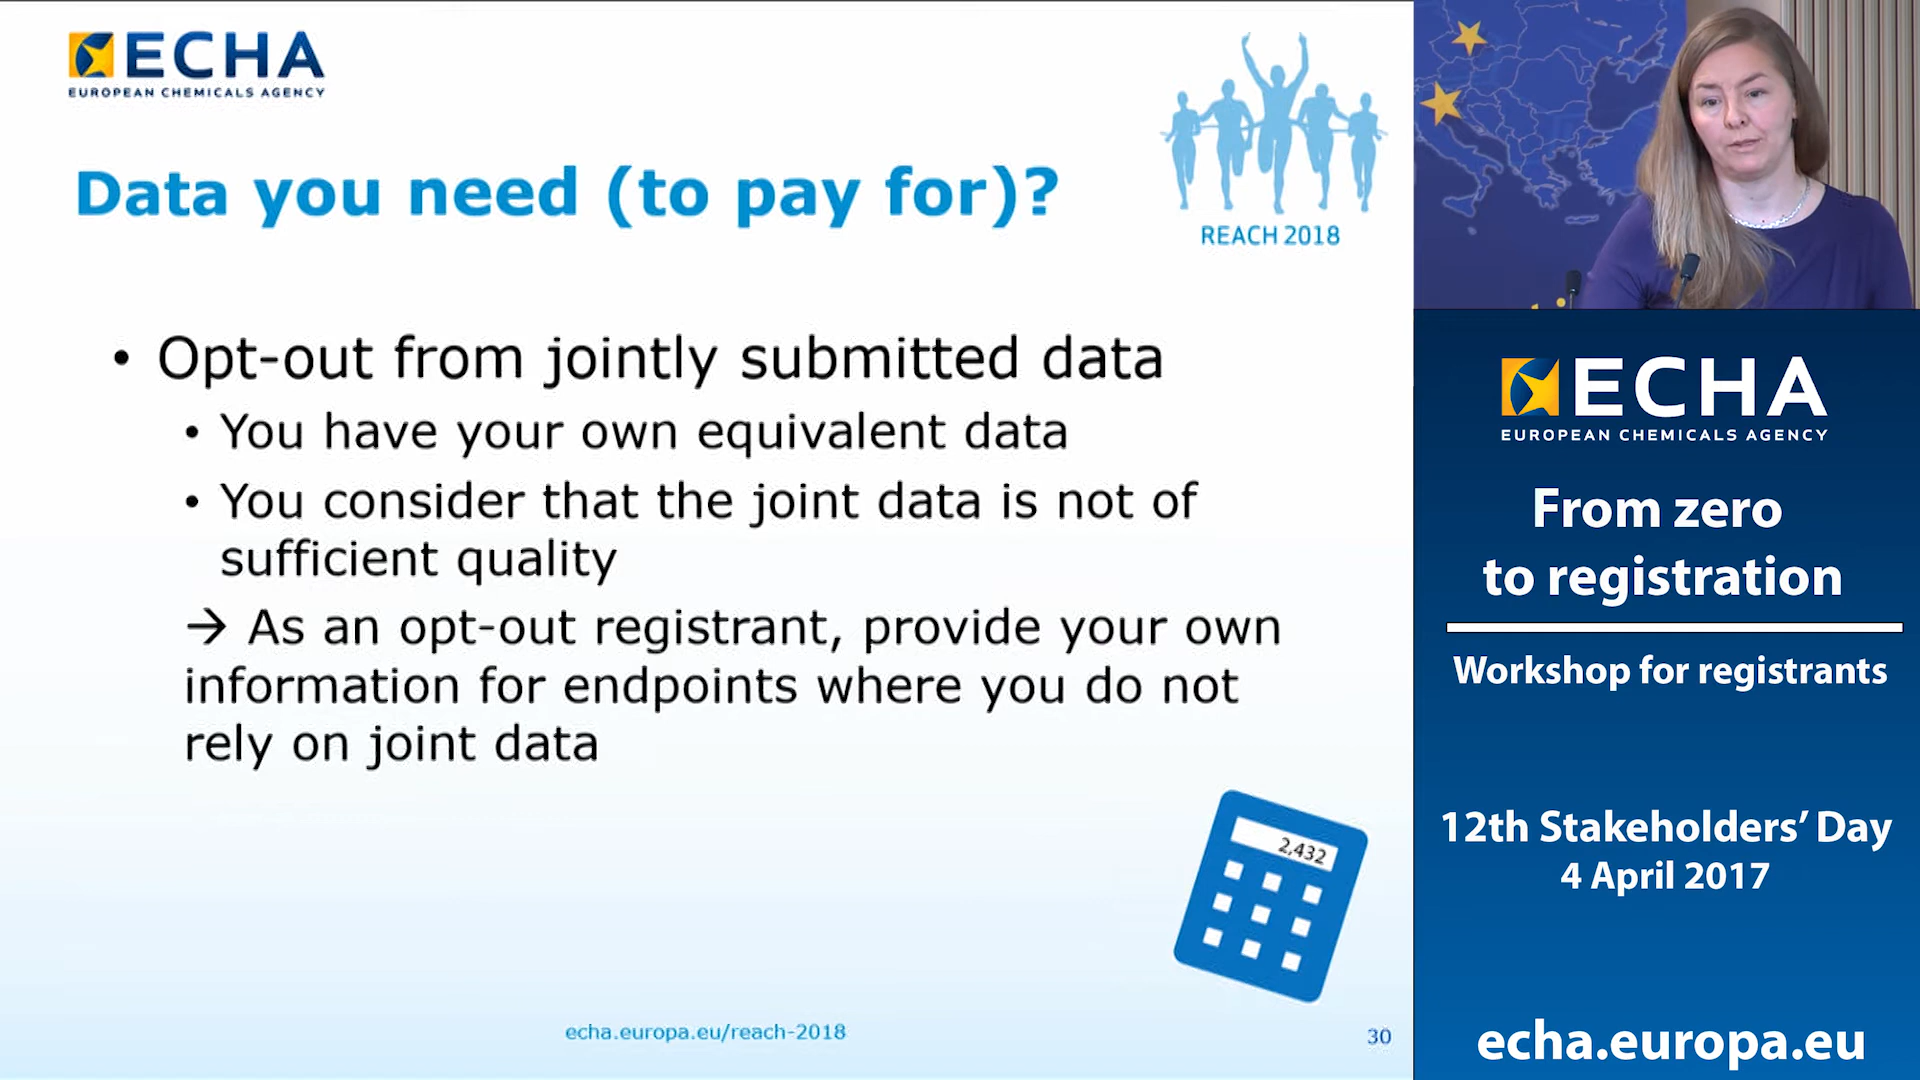 ECHA
EUROPEAN CHEMICALS AGENCY
REACH 2018
Data you need (to pay for)?
• Opt-out from jointly submitted data
• You have your own equivalent data
• You consider that the joint data is not of
sufficient quality
→ As an opt-out registrant, provide your own
information for endpoints where you do not
rely on joint data
2,432
echa.europa.eu/reach-2018
30
ECHA
EUROPEAN CHEMICALS AGENCY
From zero
to registration
Workshop for registrants
12th Stakeholders’ Day
4 April 2017
echa.europa.eu